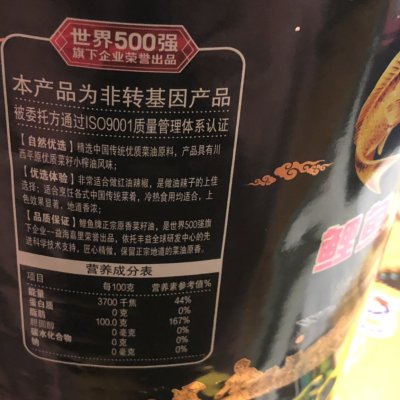 世界500强
旗下企业荣誉出品
本产品为非转基因产品
被委托方通过ISO9001质量管理体系认证
【自然优选】精选中国传统优质菜油原料，产品具有川
西平原优质菜籽小榨油风味；
【优选体验】非常适合做红油辣椒，是做油辣子的上佳
选择；适合烹饪各式中国传统菜肴，冷热食用均适合，上
色效果显著，地道香浓；
【品质保证】鲤鱼牌正宗原香菜籽油，是世界500强旗
下企业--益海嘉里荣誉出品，依托丰益全球研发中心的先
进科学技术支持，匠心精雕，保留正宗地道的菜油原香。
营养成分表
项目 每100克 营养素参考值%
能量 3700 千焦 44%
蛋白质 0 克 0%
脂肪 100.0 克 167%
胆固醇 0 毫克 0%
碳水化合物 0 克 0%
钠 0 毫克 0%
鲤